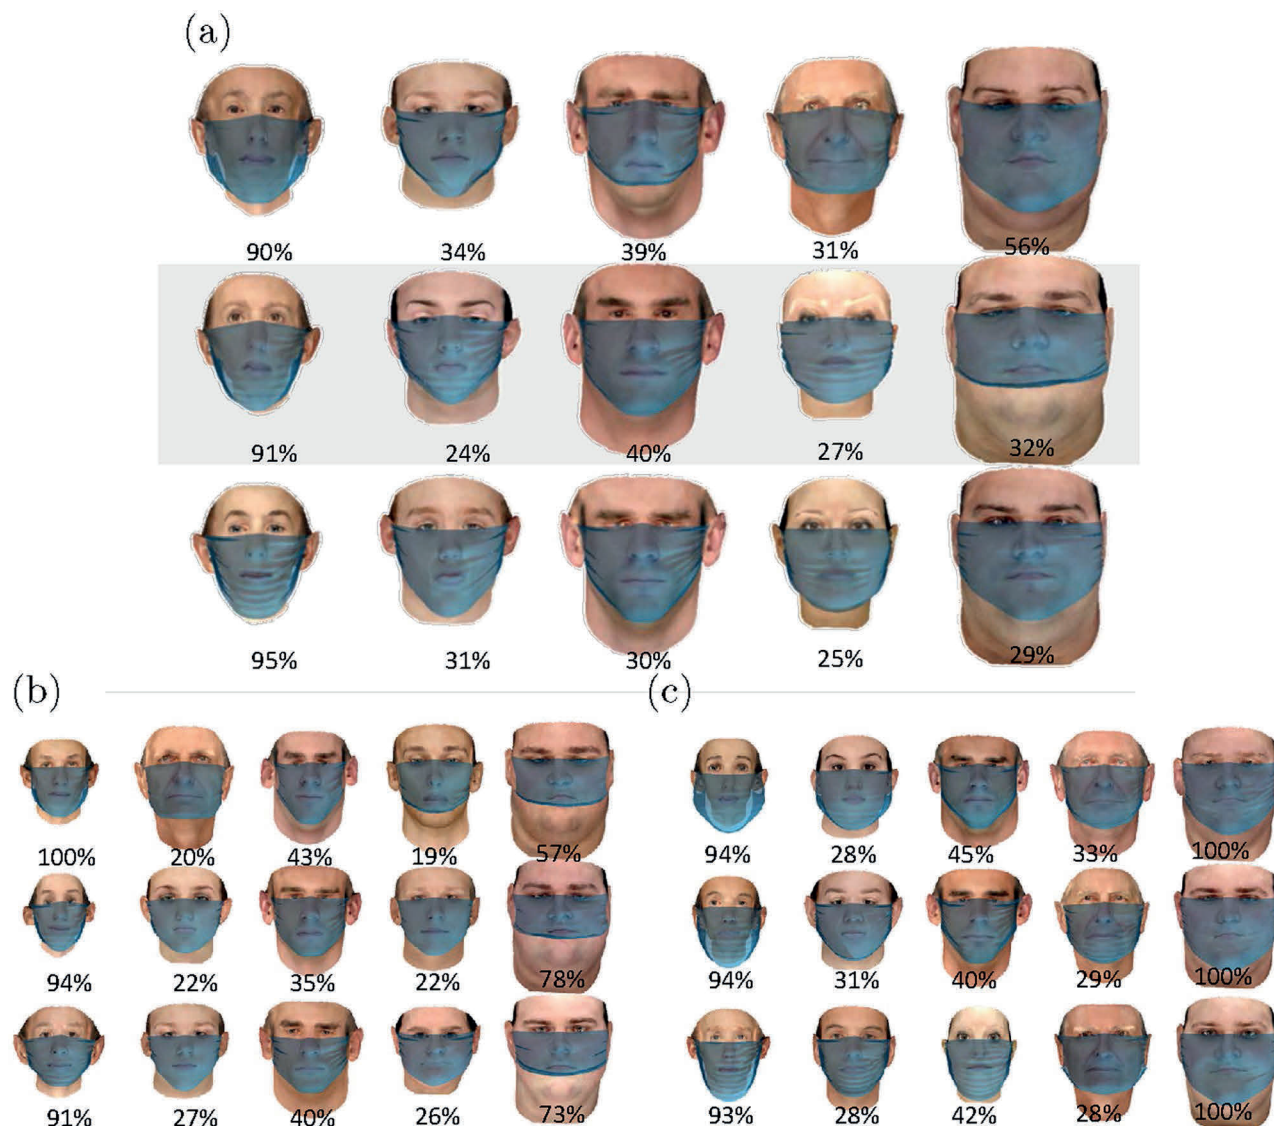 (a)
90% 34% 39% 31% 56%
91% 24% 40% 27% 32%
95% 31% 30% 25% 29%
(b)
100% 20% 43% 19% 57%
94% 22% 35% 22% 78%
91% 27% 40% 26% 73%
(c)
94% 28% 45% 33% 100%
94% 31% 40% 29% 100%
93% 28% 42% 28% 100%